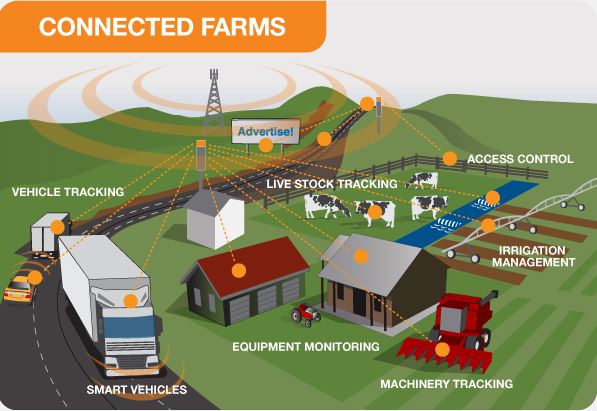 CONNECTED FARMS
Advertise!
ACCESS CONTROL
LIVE STOCK TRACKING
VEHICLE TRACKING
IRRIGATION
MANAGEMENT
EQUIPMENT MONITORING
MACHINERY TRACKING
SMART VEHICLES